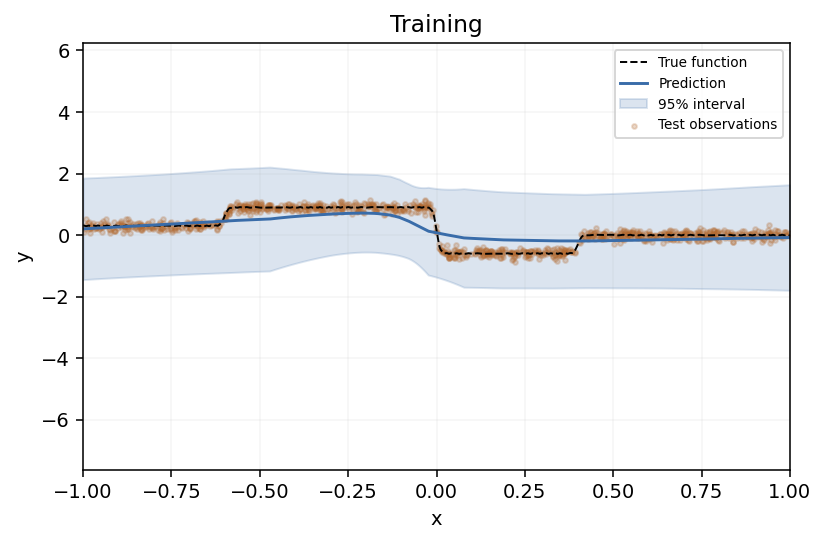 Training
6
4
2
0
−2
−4
−6
y
True function
Prediction
95% interval
Test observations
−1.00 −0.75 −0.50 −0.25 0.00 0.25 0.50 0.75 1.00
x